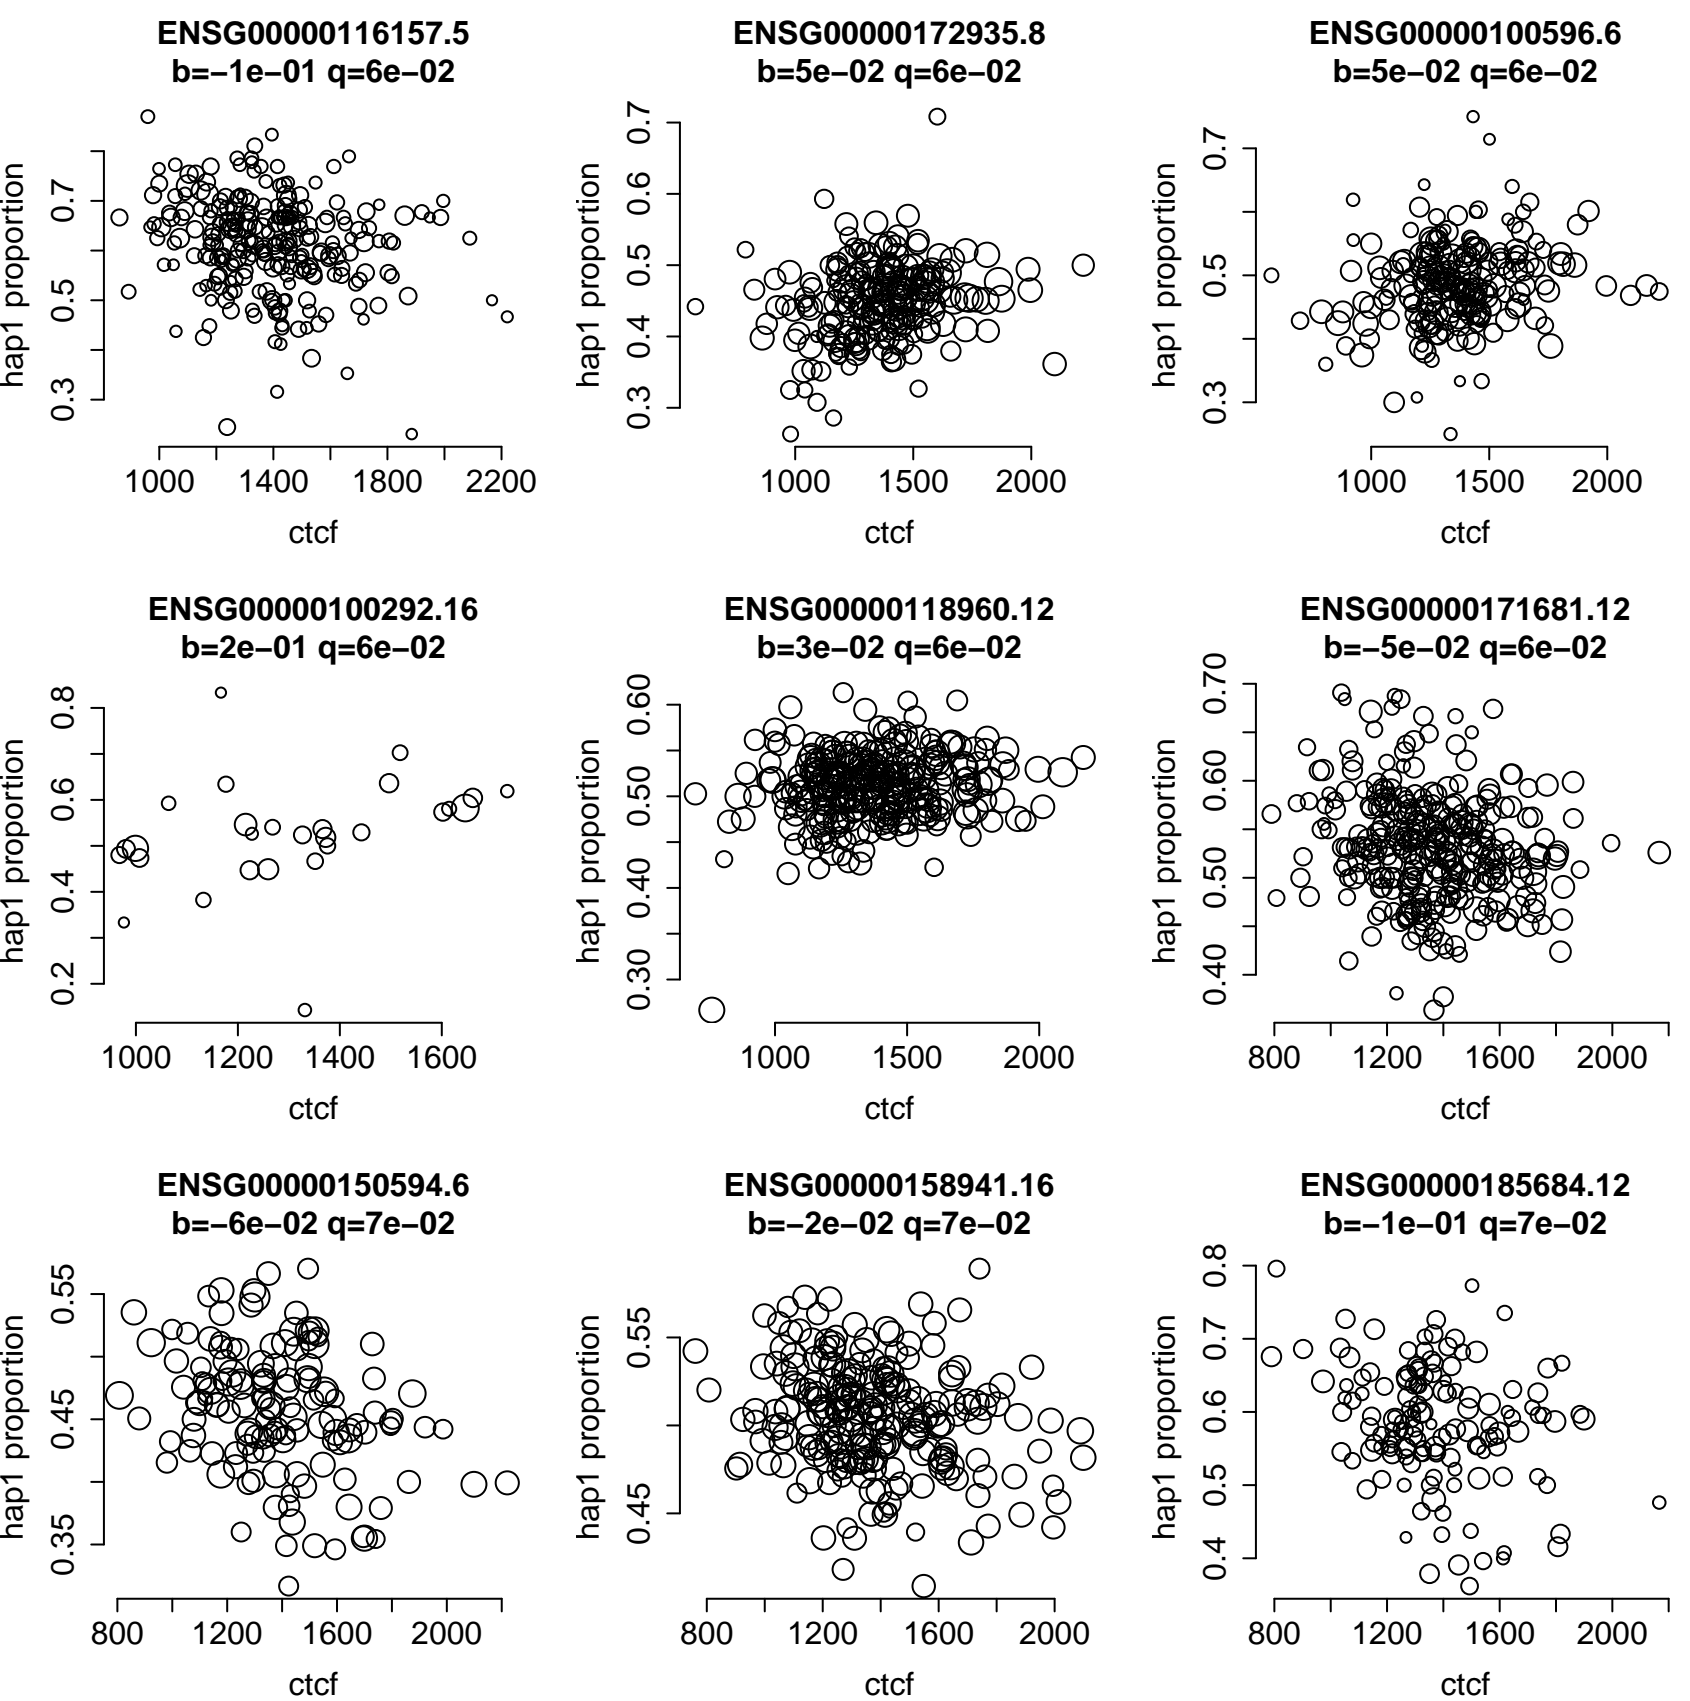 ENSG00000116157.5
b=−1e−01 q=6e−02
hap1 proportion
0.3 0.5 0.7
1000 1400 1800 2200
ctcf
ENSG00000172935.8
b=5e−02 q=6e−02
hap1 proportion
0.3 0.4 0.5 0.6 0.7
1000 1500 2000
ctcf
ENSG00000100596.6
b=5e−02 q=6e−02
hap1 proportion
0.3 0.5 0.7
1000 1500 2000
ctcf
ENSG00000100292.16
b=2e−01 q=6e−02
hap1 proportion
0.2 0.4 0.6 0.8
1000 1200 1400 1600
ctcf
ENSG00000118960.12
b=3e−02 q=6e−02
hap1 proportion
0.30 0.40 0.50 0.60
1000 1500 2000
ctcf
ENSG00000171681.12
b=−5e−02 q=6e−02
hap1 proportion
0.40 0.50 0.60 0.70
800 1200 1600 2000
ctcf
ENSG00000150594.6
b=−6e−02 q=7e−02
hap1 proportion
0.35 0.45 0.55
800 1200 1600 2000
ctcf
ENSG00000158941.16
b=−2e−02 q=7e−02
hap1 proportion
0.45 0.55
800 1200 1600 2000
ctcf
ENSG00000185684.12
b=−1e−01 q=7e−02
hap1 proportion
0.4 0.5 0.6 0.7 0.8
800 1200 1600 2000
ctcf